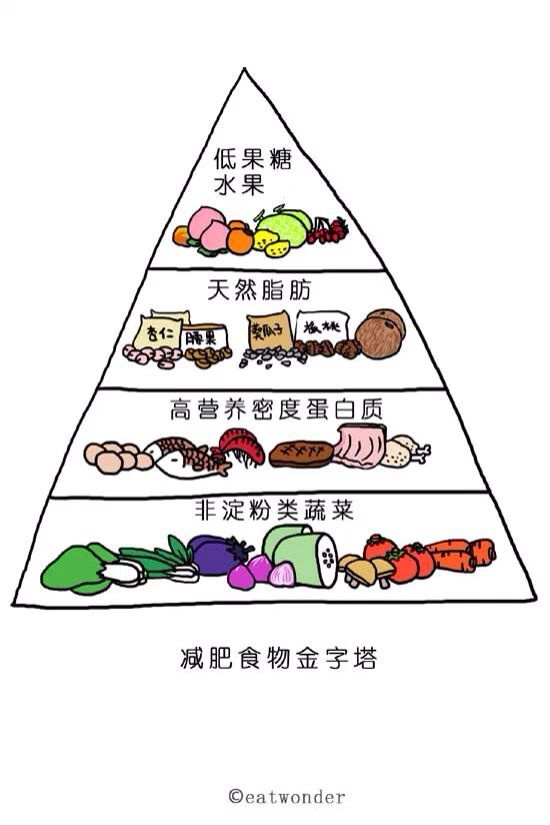 低果糖
水果
天然脂肪
杏仁
腰果
葵瓜子
核桃
高营养密度蛋白质
非淀粉类蔬菜
减肥食物金字塔
©eatwonder